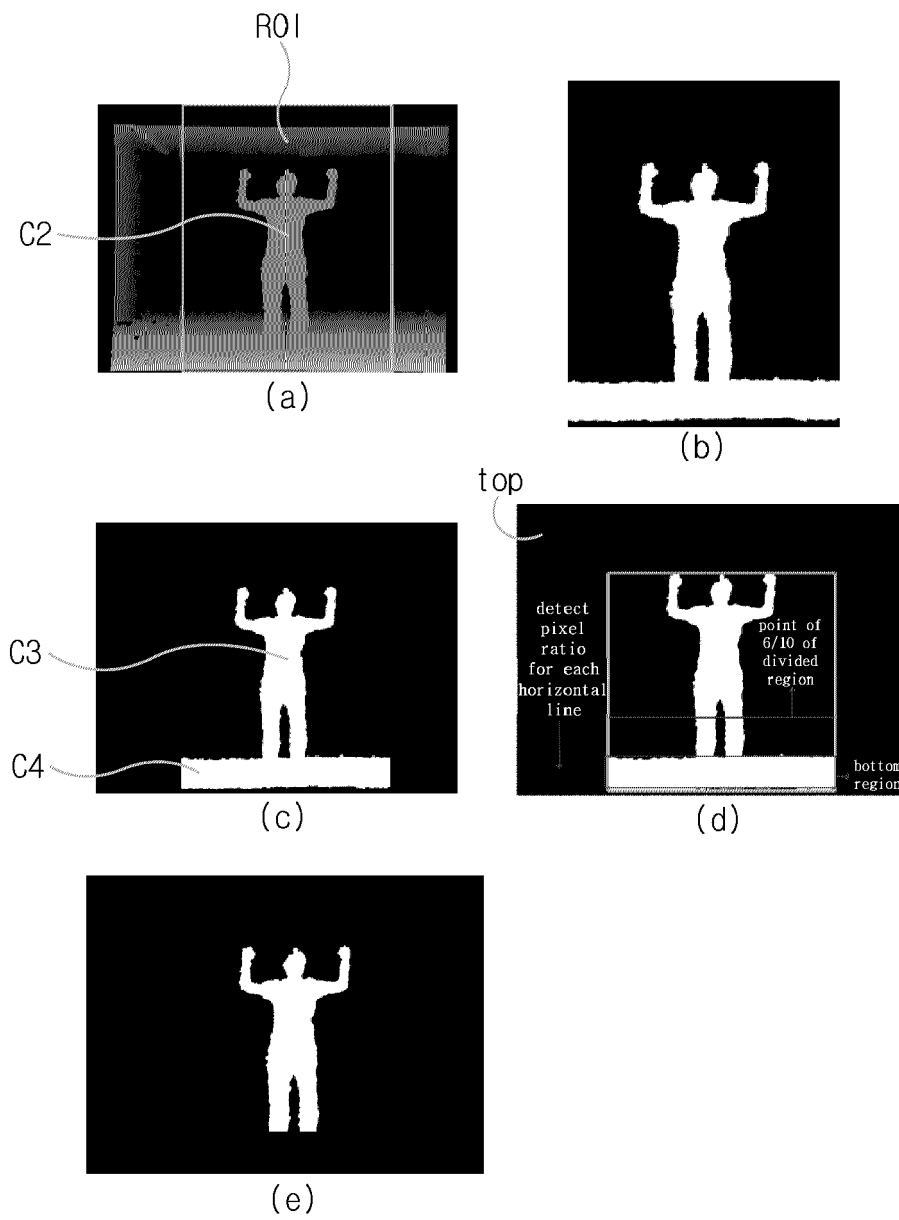 ROI
C2
(a)
(b)
top
C3
C4
(c)
detect
pixel
ratio
for each
horizontal
line
point of
6/10 of
divided
region
bottom
region
(d)
(e)